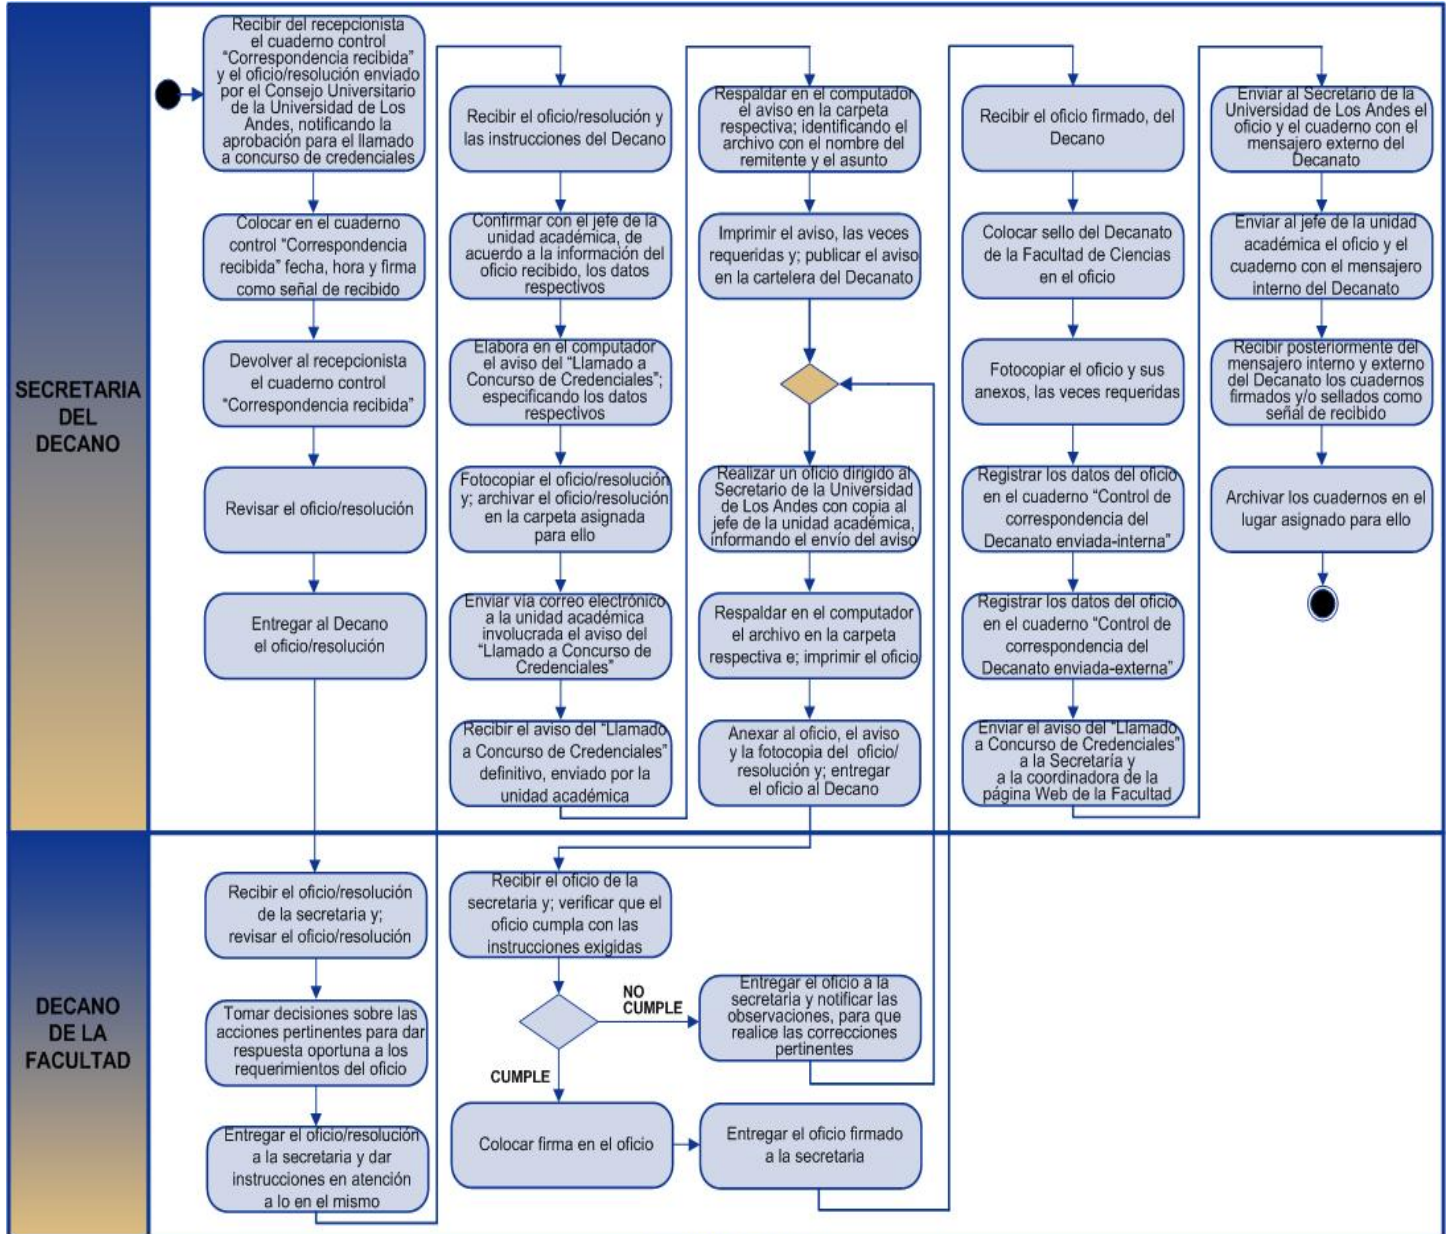 SECRETARIA
DEL
DECANO
Recibir del recepcionista
el cuaderno control
“Correspondencia recibida”
y el oficio/resolución enviado
por el Consejo Universitario
de la Universidad de Los
Andes, notificando la
aprobación para el llamado
a concurso de credenciales
Colocar en el cuaderno
control “Correspondencia
recibida” fecha, hora y firma
como señal de recibido
Devolver al recepcionista
el cuaderno control
“Correspondencia recibida”
Revisar el oficio/resolución
Entregar al Decano
el oficio/resolución
Recibir el oficio/resolución y
las instrucciones del Decano
Confirmar con el jefe de la
unidad académica, de
acuerdo a la información del
oficio recibido, los datos
respectivos
Elabora en el computador
el aviso del “Llamado a
Concurso de Credenciales”;
especificando los datos
respectivos
Fotocopiar el oficio/resolución
y; archivar el oficio/resolución
en la carpeta asignada
para ello
Enviar vía correo electrónico
a la unidad académica
involucrada el aviso del
“Llamado a Concurso de
Credenciales”
Recibir el aviso del “Llamado
a Concurso de Credenciales”
definitivo, enviado por la
unidad académica
Respaldar en el computador
el aviso en la carpeta
respectiva; identificando el
archivo con el nombre del
remitente y el asunto
Imprimir el aviso, las veces
requeridas y; publicar el aviso
en la cartelera del Decanato
Realizar un oficio dirigido al
Secretario de la Universidad
de Los Andes con copia al
jefe de la unidad académica,
informando el envío del aviso
Respaldar en el computador
el archivo en la carpeta
respectiva e; imprimir el oficio
Anexar al oficio, el aviso
y la fotocopia del oficio/
resolución y; entregar
el oficio al Decano
Recibir el oficio firmado, del
Decano
Colocar sello del Decanato
de la Facultad de Ciencias
en el oficio
Fotocopiar el oficio y sus
anexos, las veces requeridas
Registrar los datos del oficio
en el cuaderno “Control de
correspondencia del
Decanato enviada-interna”
Registrar los datos del oficio
en el cuaderno “Control de
correspondencia del
Decanato enviada-externa”
Enviar el aviso del “Llamado
a Concurso de Credenciales”
a la Secretaría y
a la coordinadora de la
página Web de la Facultad
Enviar al Secretario de la
Universidad de Los Andes el
oficio y el cuaderno con el
mensajero externo del
Decanato
Enviar al jefe de la unidad
académica el oficio y el
cuaderno con el mensajero
interno del Decanato
Recibir posteriormente del
mensajero interno y externo
del Decanato los cuadernos
firmados y/o sellados como
señal de recibido
Archivar los cuadernos en el
lugar asignado para ello
DECANO
DE LA
FACULTAD
Recibir el oficio/resolución
de la secretaria y;
revisar el oficio/resolución
Tomar decisiones sobre las
acciones pertinentes para dar
respuesta oportuna a los
requerimientos del oficio
Entregar el oficio/resolución
a la secretaria y dar
instrucciones en atención
a lo en el mismo
Recibir el oficio de la
secretaria y; verificar que el
oficio cumpla con las
instrucciones exigidas
NO
CUMPLE
Entregar el oficio a la
secretaria y notificar las
observaciones, para que
realice las correcciones
pertinentes
CUMPLE
Colocar firma en el oficio
Entregar el oficio firmado
a la secretaria